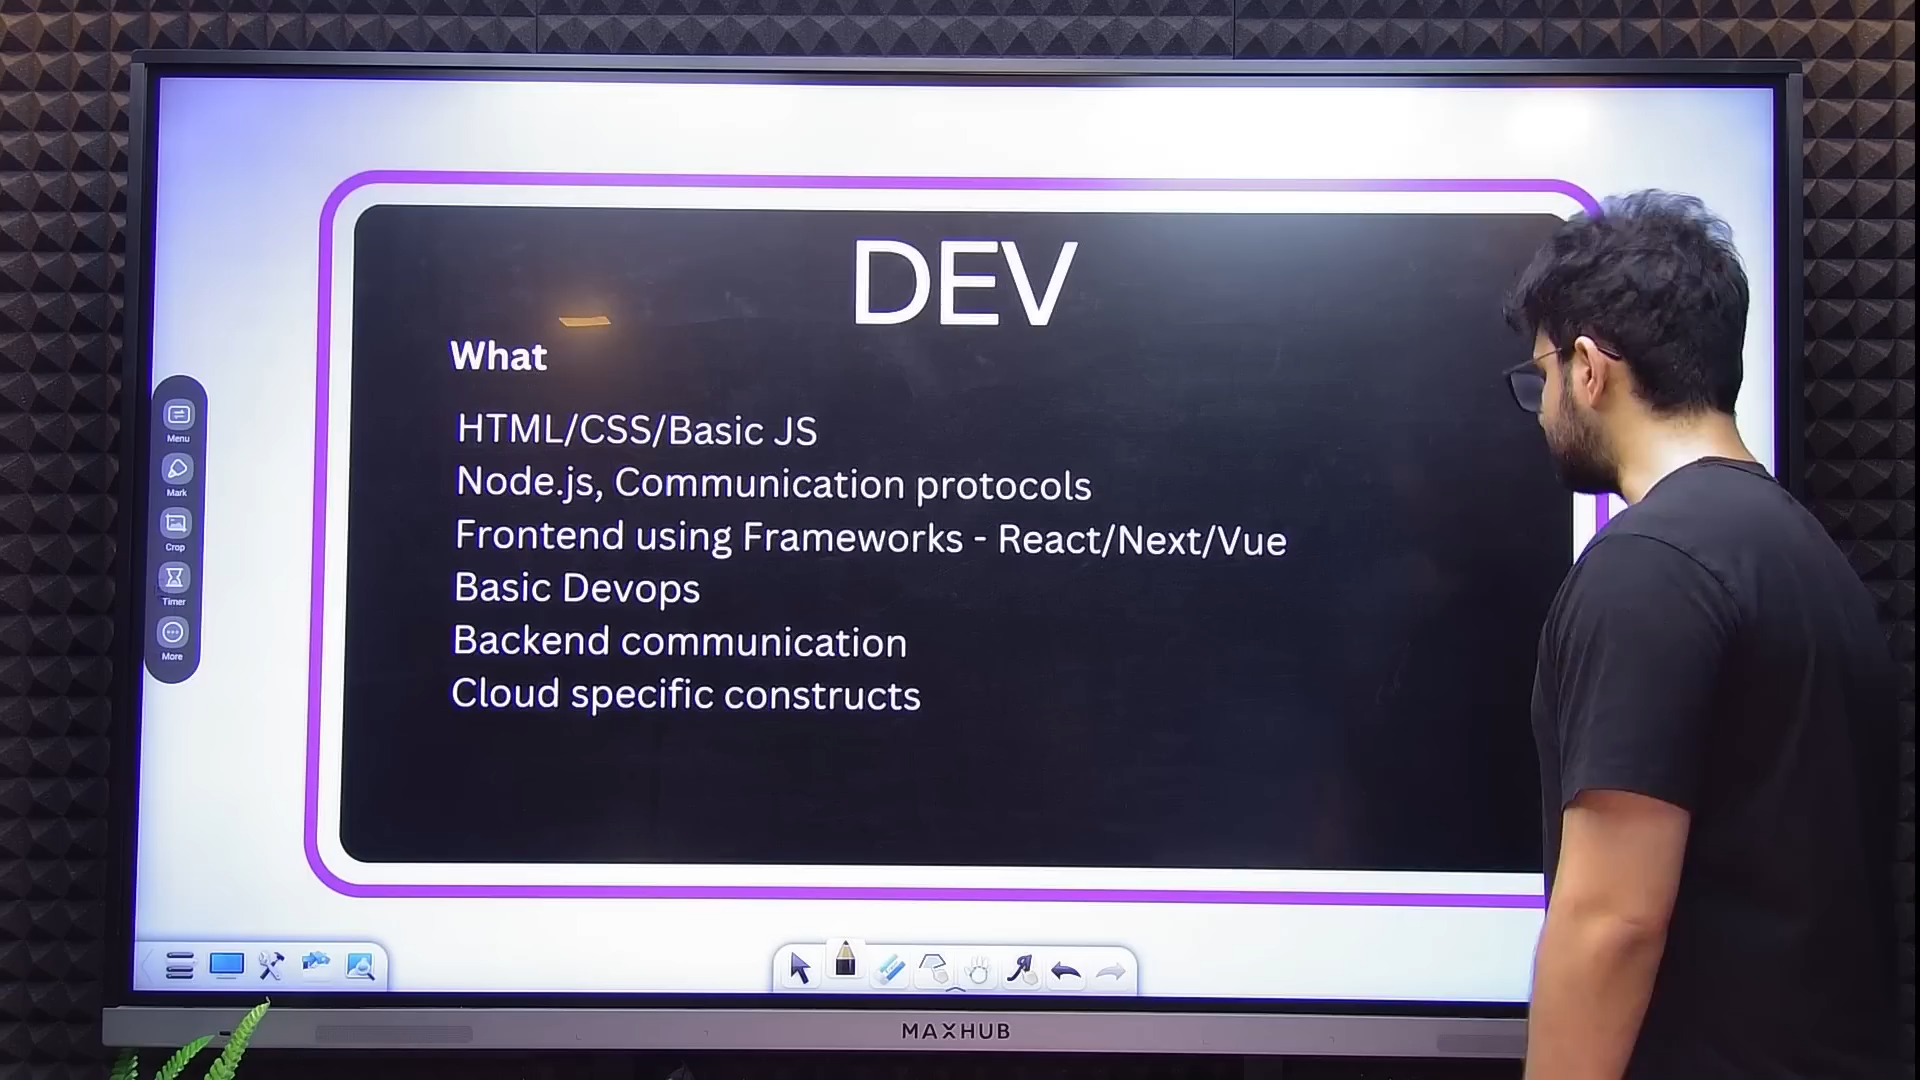 DEV
What
HTML/CSS/Basic JS
Node.js, Communication protocols
Frontend using Frameworks - React/Next/Vue
Basic Devops
Backend communication
Cloud specific constructs
Menu
Mark
Crop
Timer
More
MAXHUB